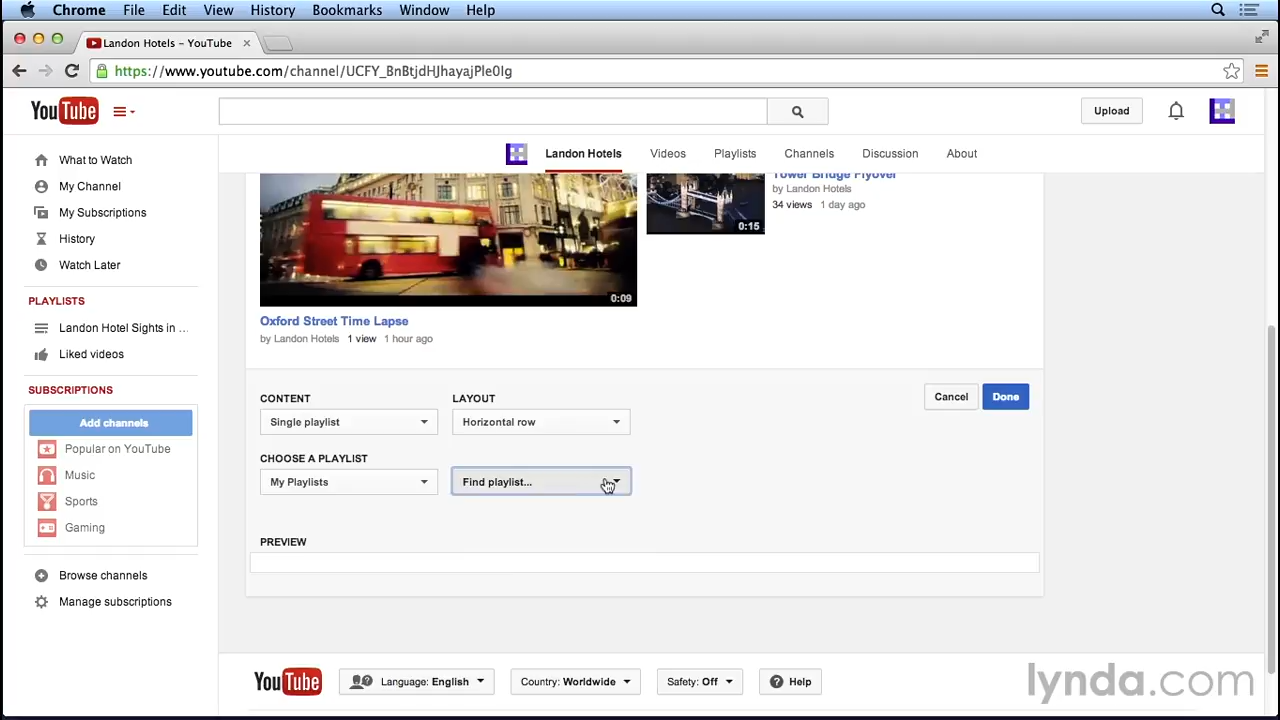 Chrome File Edit View History Bookmarks Window Help
Landon Hotels – YouTube
https://www.youtube.com/channel/UCFY_BnBtjdHJhayajPle0Ig
YouTube
Upload
Landon Hotels Videos Playlists Channels Discussion About
What to Watch
My Channel
My Subscriptions
History
Watch Later
PLAYLISTS
Landon Hotel Sights in ...
Liked videos
SUBSCRIPTIONS
Add channels
Popular on YouTube
Music
Sports
Gaming
Browse channels
Manage subscriptions
0:09
Oxford Street Time Lapse
by Landon Hotels 1 view 1 hour ago
0:15
Tower Bridge Flyover
by Landon Hotels
34 views 1 day ago
CONTENT LAYOUT
Single playlist Horizontal row
Cancel Done
CHOOSE A PLAYLIST
My Playlists Find playlist...
PREVIEW
YouTube Language: English Country: Worldwide Safety: Off Help
lynda.com